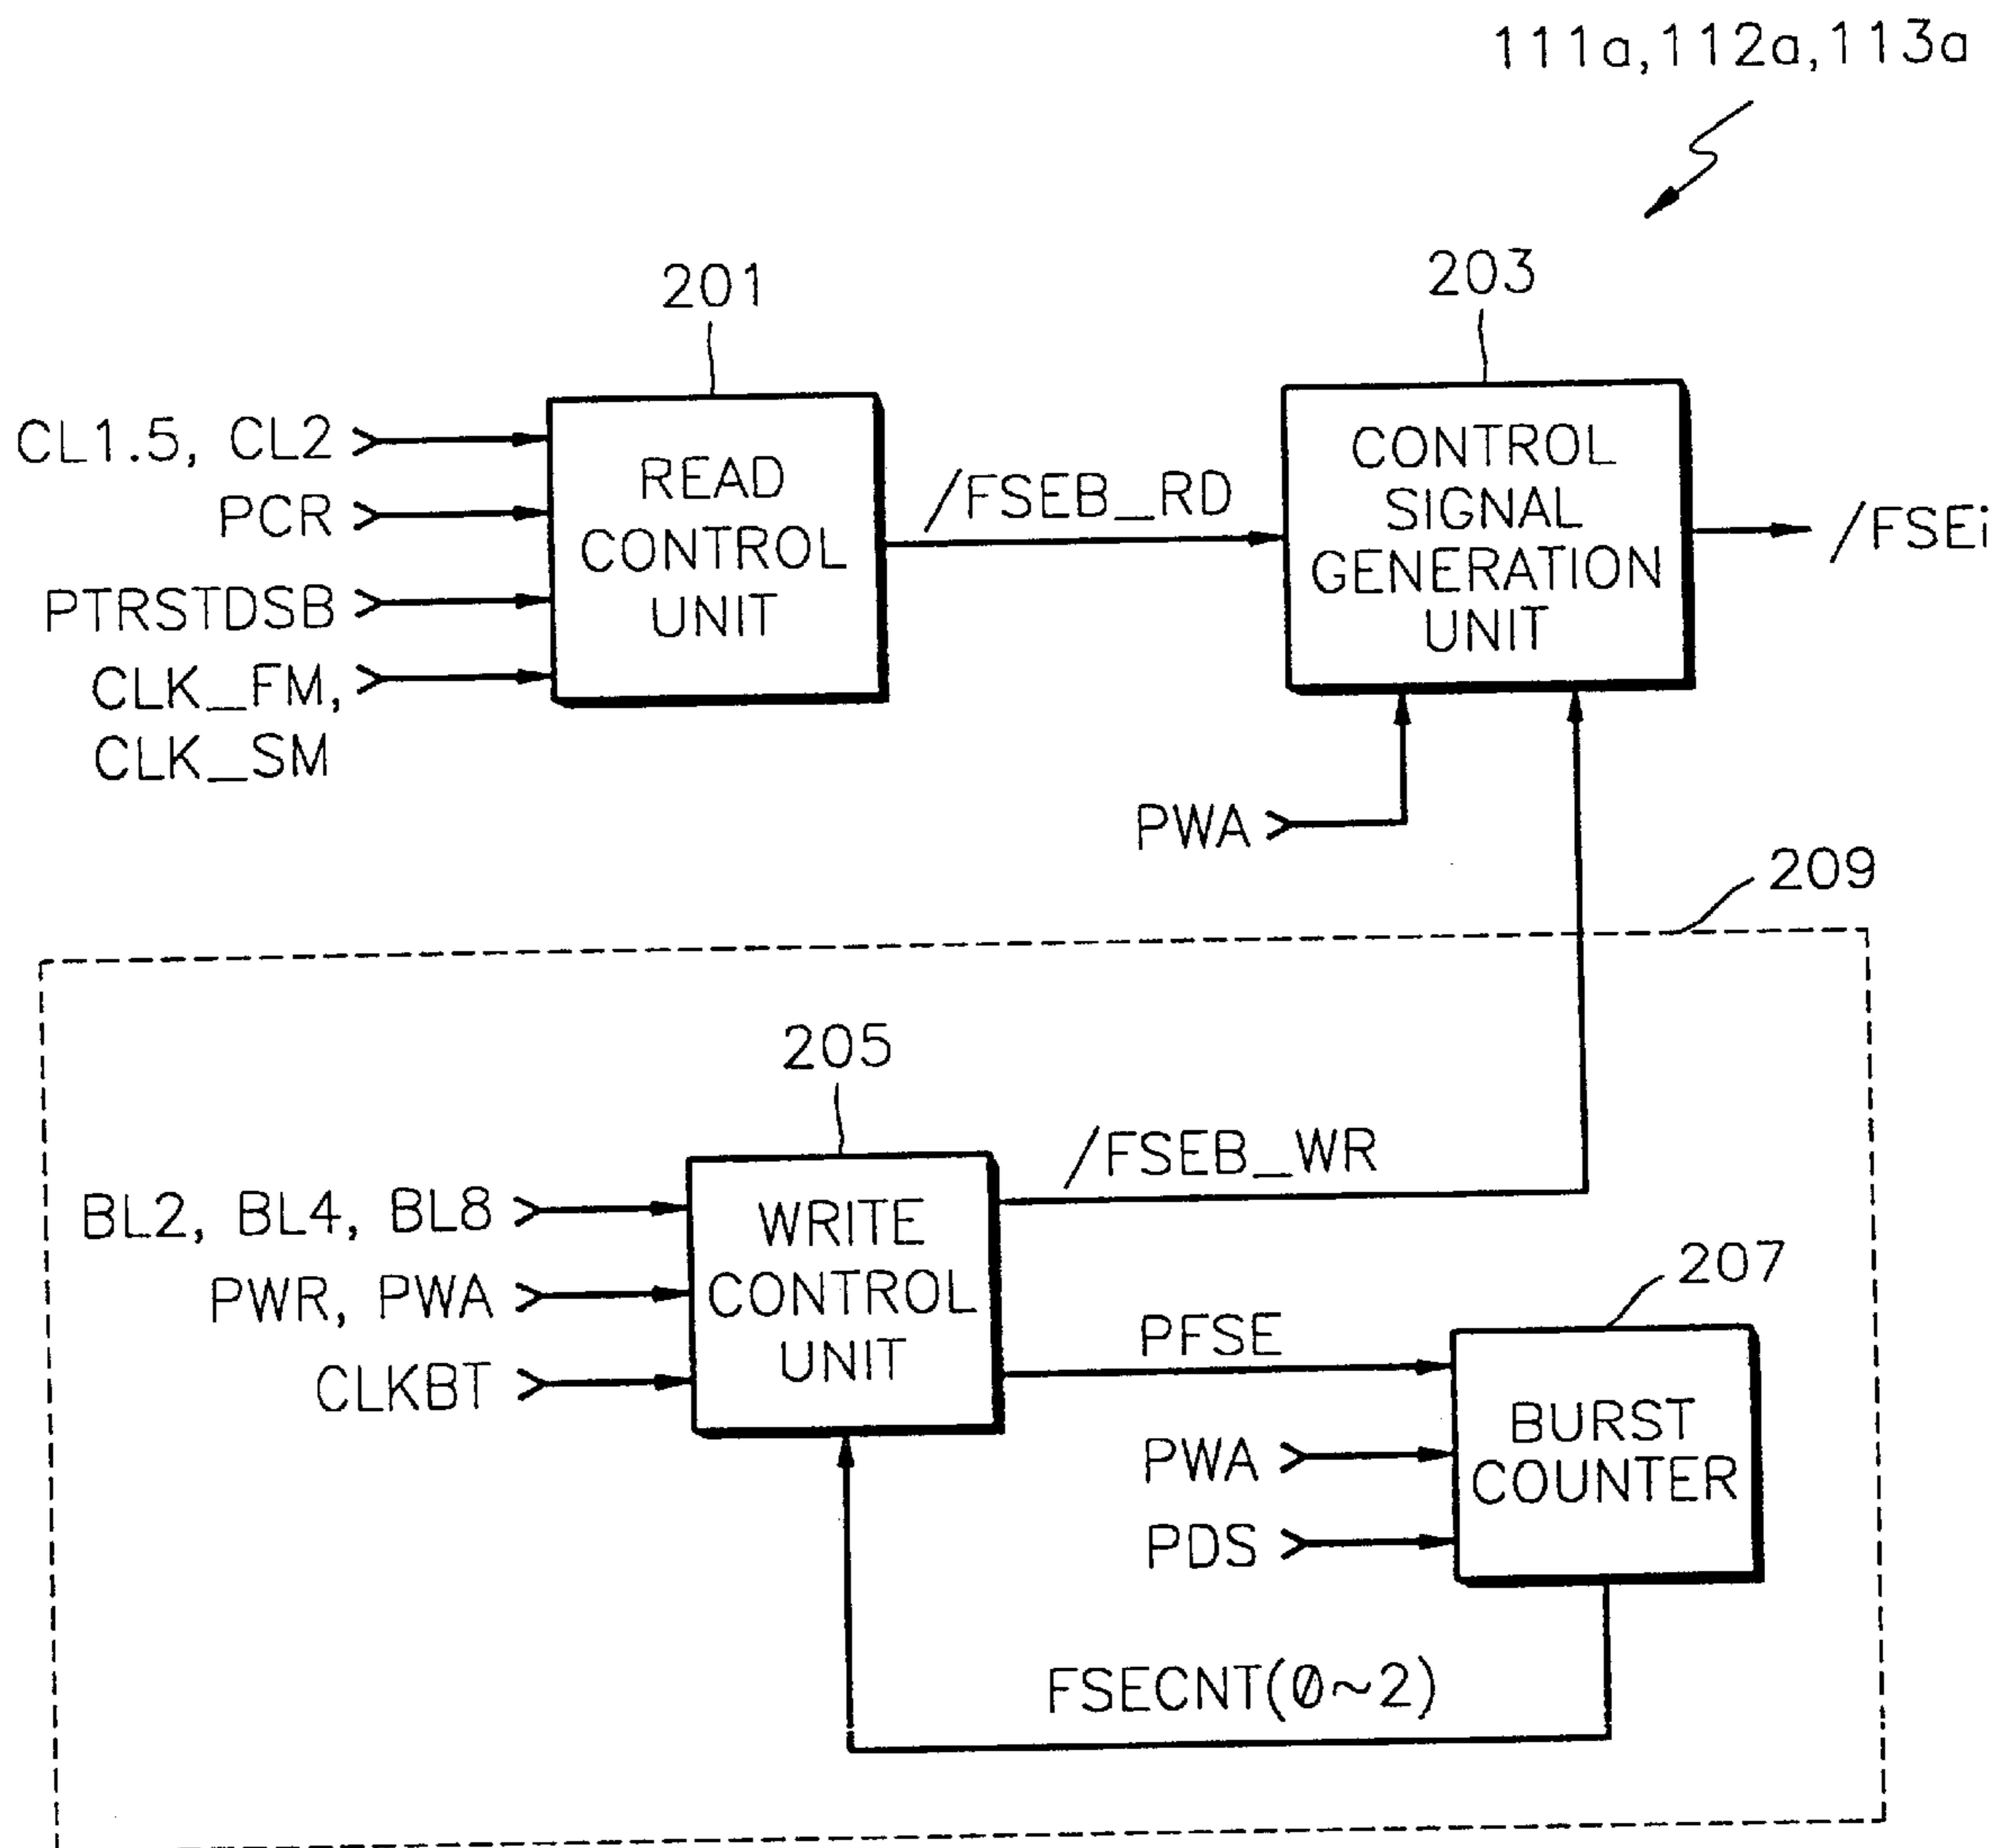 111a,112a,113a
201
203
CL1.5, CL2
PCR
PTRSTDSB
CLK_FM,
CLK_SM
READ
CONTROL
UNIT
/FSEB_RD
CONTROL
SIGNAL
GENERATION
UNIT
/FSEi
PWA
209
205
/FSEB_WR
BL2, BL4, BL8
PWR, PWA
CLKBT
WRITE
CONTROL
UNIT
207
PFSE
PWA
PDS
BURST
COUNTER
FSECNT(0~2)